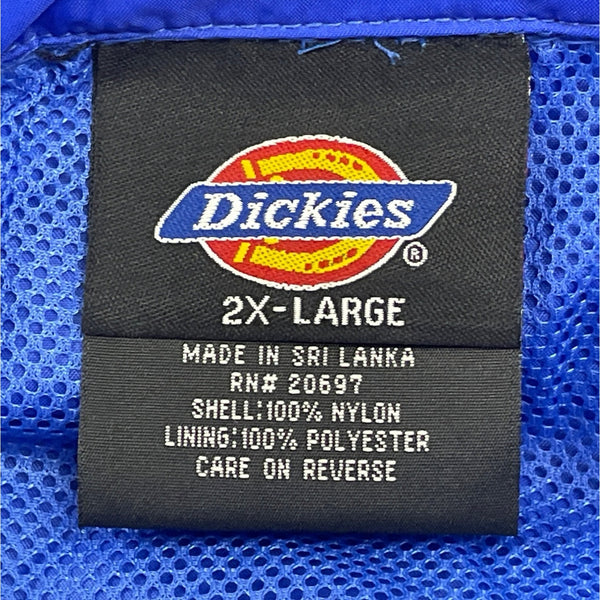 Dickies
®
2X-LARGE
MADE IN SRI LANKA
RN# 20697
SHELL:100% NYLON
LINING:100% POLYESTER
CARE ON REVERSE